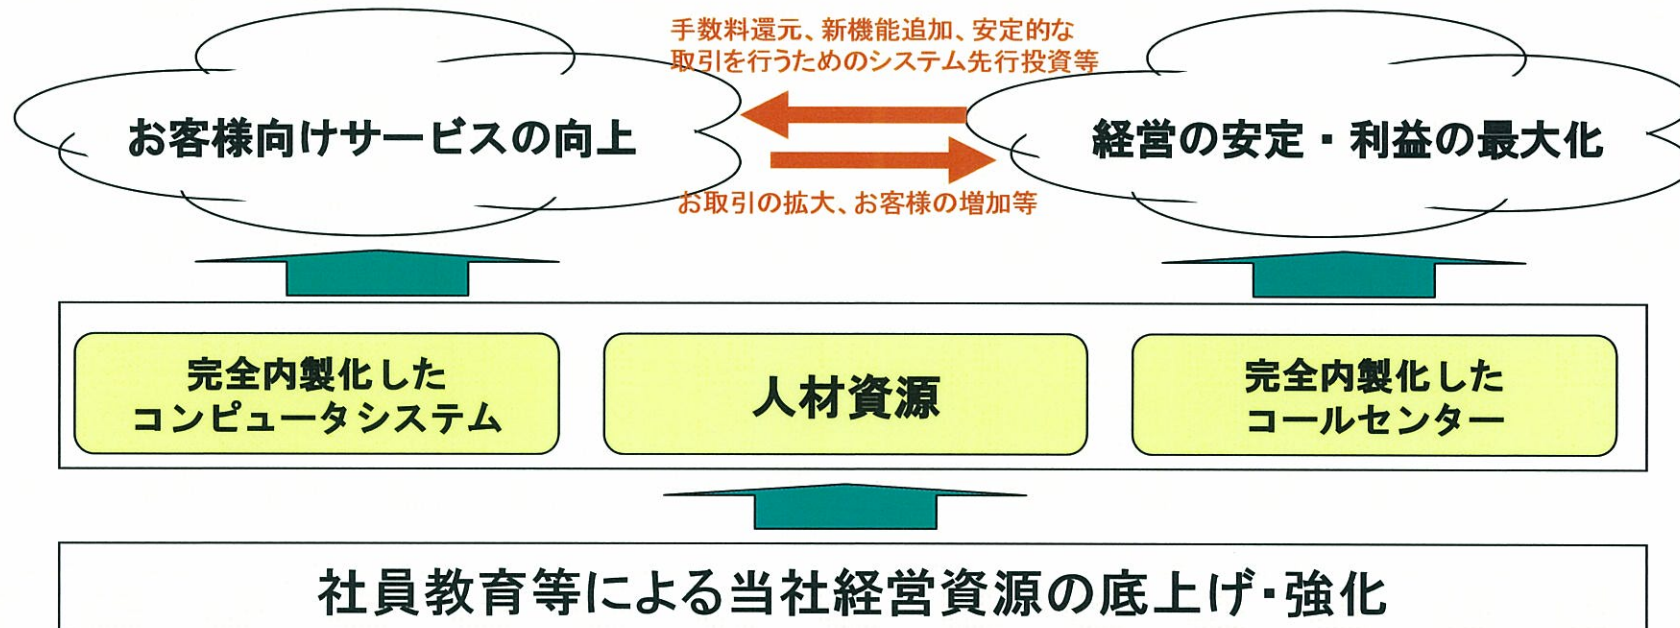 手数料還元、新機能追加、安定的な
取引を行うためのシステム先行投資等
お客様向けサービスの向上
経営の安定・利益の最大化
お取引の拡大、お客様の増加等
完全内製化した
コンピュータシステム
人材資源
完全内製化した
コールセンター
社員教育等による当社経営資源の底上げ・強化